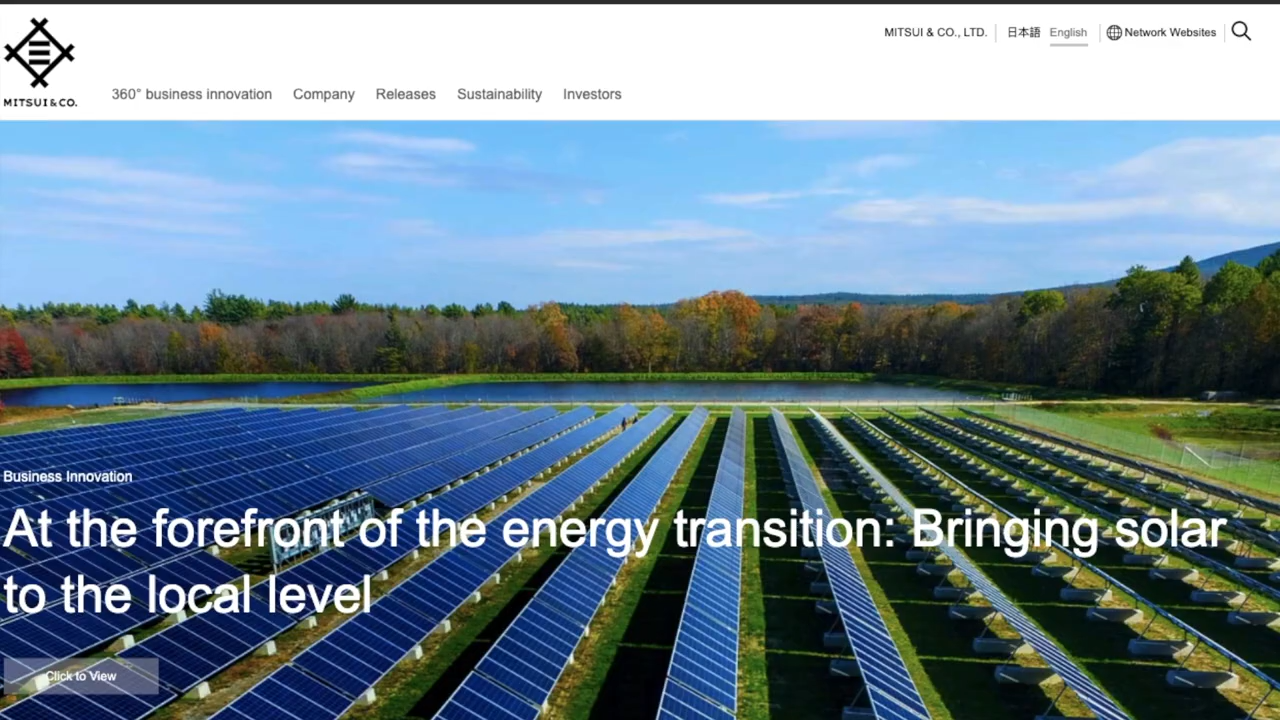 MITSUI & CO., LTD.
日本語
English
Network Websites
MITSUI & CO.
360° business innovation
Company
Releases
Sustainability
Investors
Business Innovation
At the forefront of the energy transition: Bringing solar
to the local level
Click to View